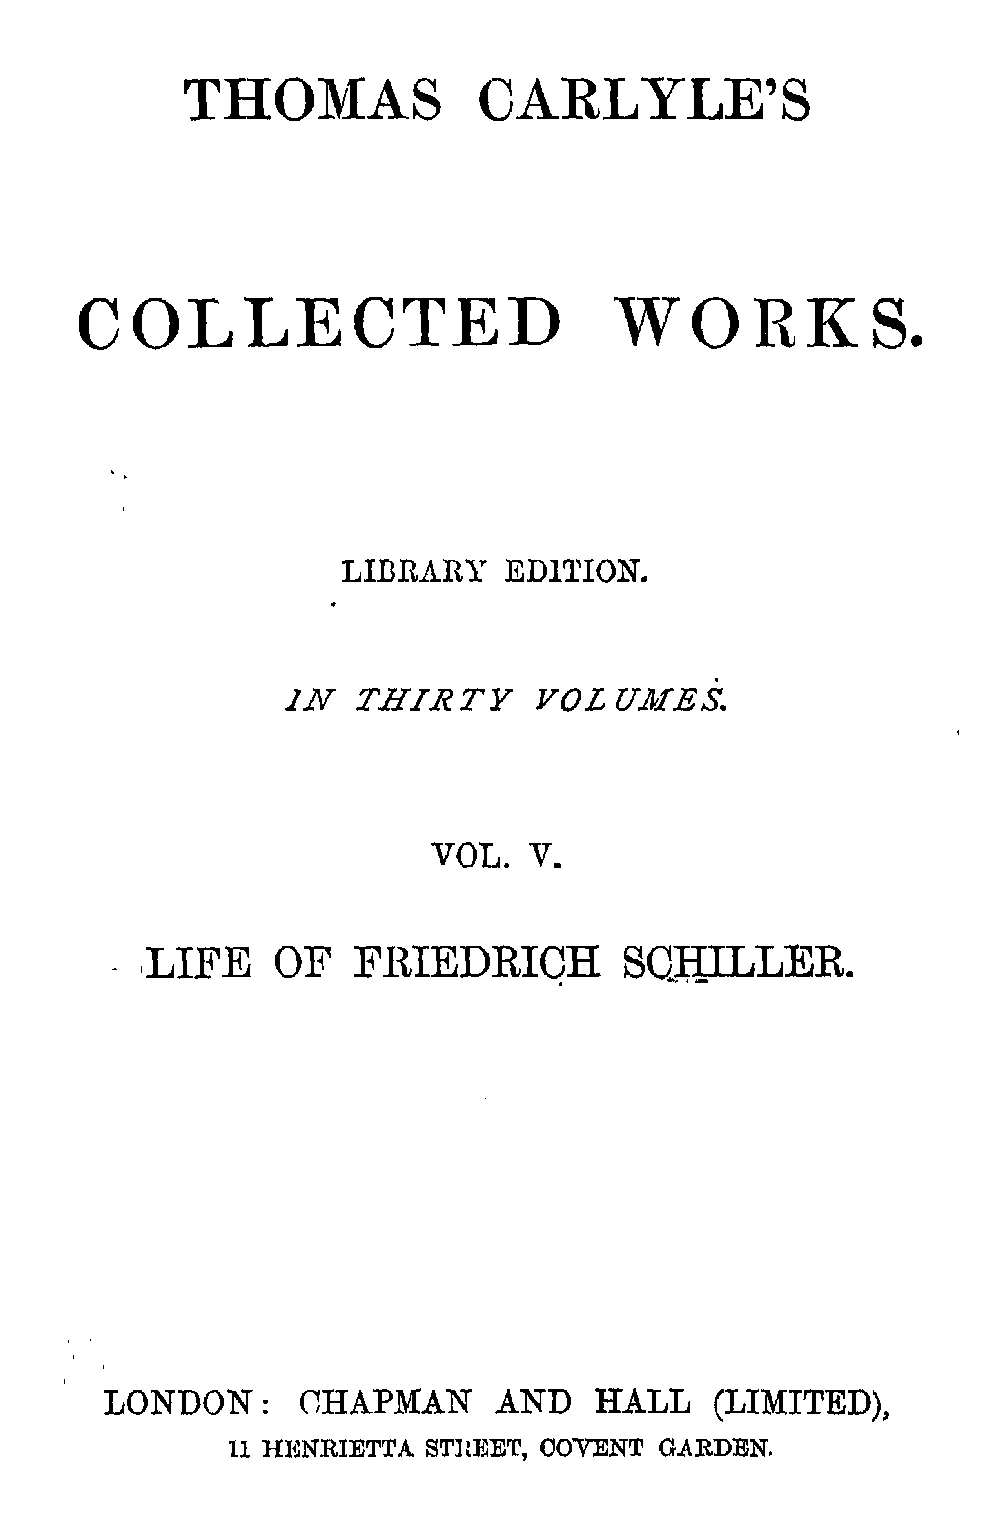 THOMAS CARLYLE'S
COLLECTED WORKS.
LIBRARY EDITION.
IN THIRTY VOLUMES.
VOL. V.
LIFE OF FRIEDRICH SCHILLER.
LONDON: CHAPMAN AND HALL (LIMITED),
11 HENRIETTA STREET, COVENT GARDEN.